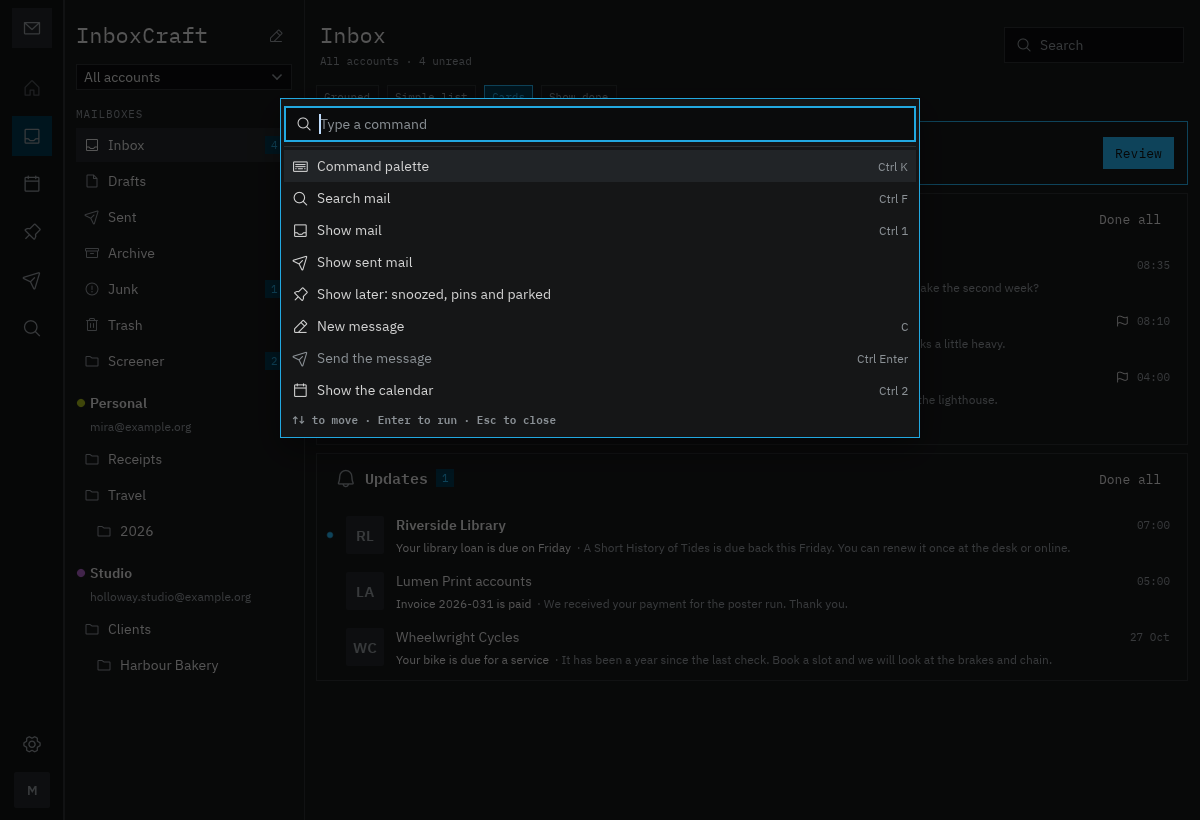 InboxCraft
All accounts
MAILBOXES
Inbox 4
Drafts
Sent
Archive
Junk 1
Trash
Screener 2
Personal
mira@example.org
Receipts
Travel
2026
Studio
holloway.studio@example.org
Clients
Harbour Bakery
M
Inbox
All accounts · 4 unread
Search
Grouped Simple list Cards Show done
Review
Type a command
Command palette Ctrl K
Search mail Ctrl F
Show mail Ctrl 1
Show sent mail
Show later: snoozed, pins and parked
New message C
Send the message Ctrl Enter
Show the calendar Ctrl 2
↑↓ to move · Enter to run · Esc to close
Done all
08:35
the second week?
08:10
a little heavy.
04:00
the lighthouse.
Updates 1 Done all
RL Riverside Library 07:00
Your library loan is due on Friday · A Short History of Tides is due back this Friday. You can renew it once at the desk or online.
LA Lumen Print accounts 05:00
Invoice 2026-031 is paid · We received your payment for the poster run. Thank you.
WC Wheelwright Cycles 27 Oct
Your bike is due for a service · It has been a year since the last check. Book a slot and we will look at the brakes and chain.